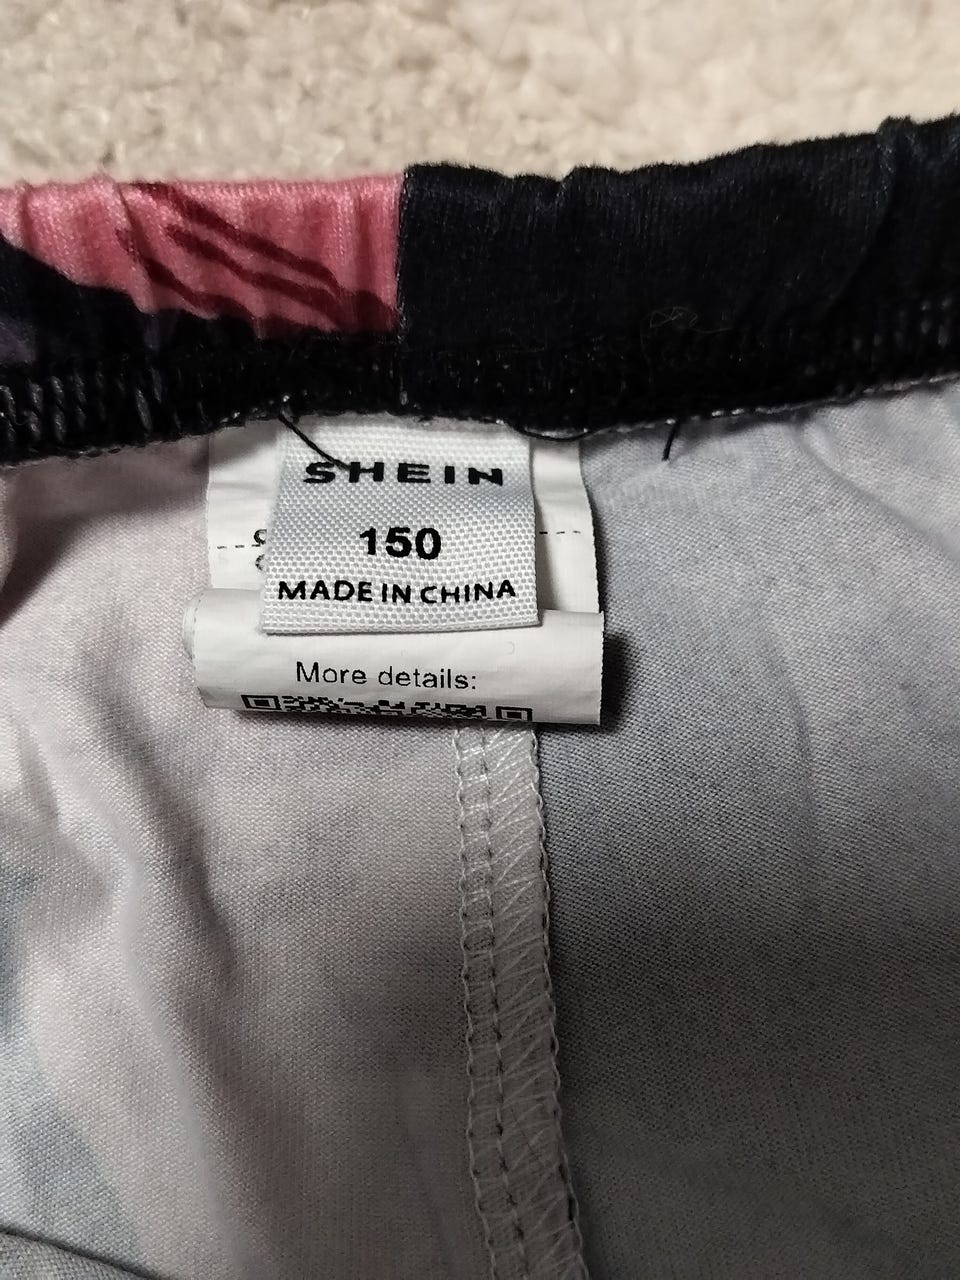 SHEIN
150
MADE IN CHINA
More details: